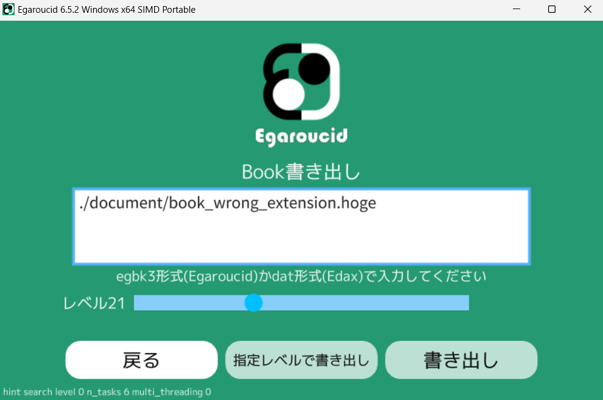 Egaroucid 6.5.2 Windows x64 SIMD Portable
Egaroucid
Book書き出し
./document/book_wrong_extension.hoge
egbk3形式(Egaroucid)かdat形式(Edax)で入力してください
レベル21
戻る 指定レベルで書き出し 書き出し
hint search level 0 n_tasks 6 multi_threading 0